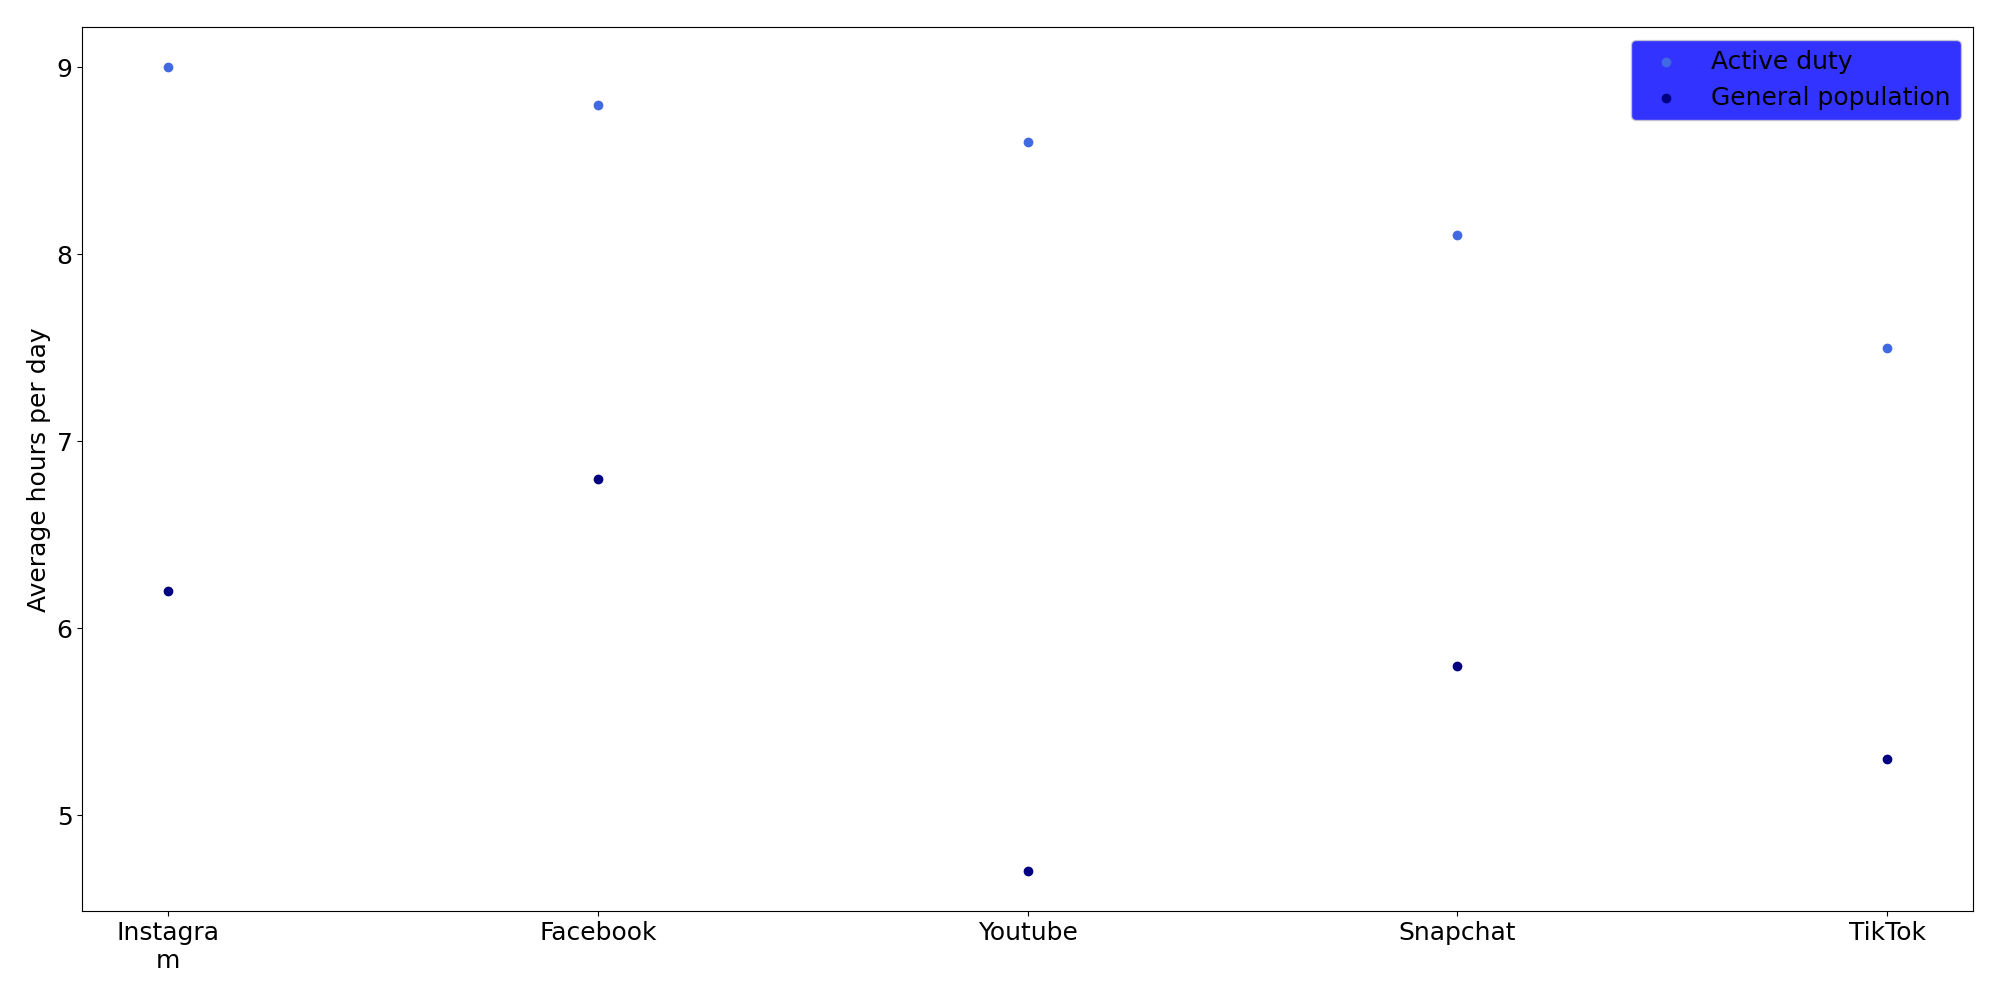 Active duty
General population
9
8
7
6
5
Average hours per day
Instagra
m
Facebook
Youtube
Snapchat
TikTok